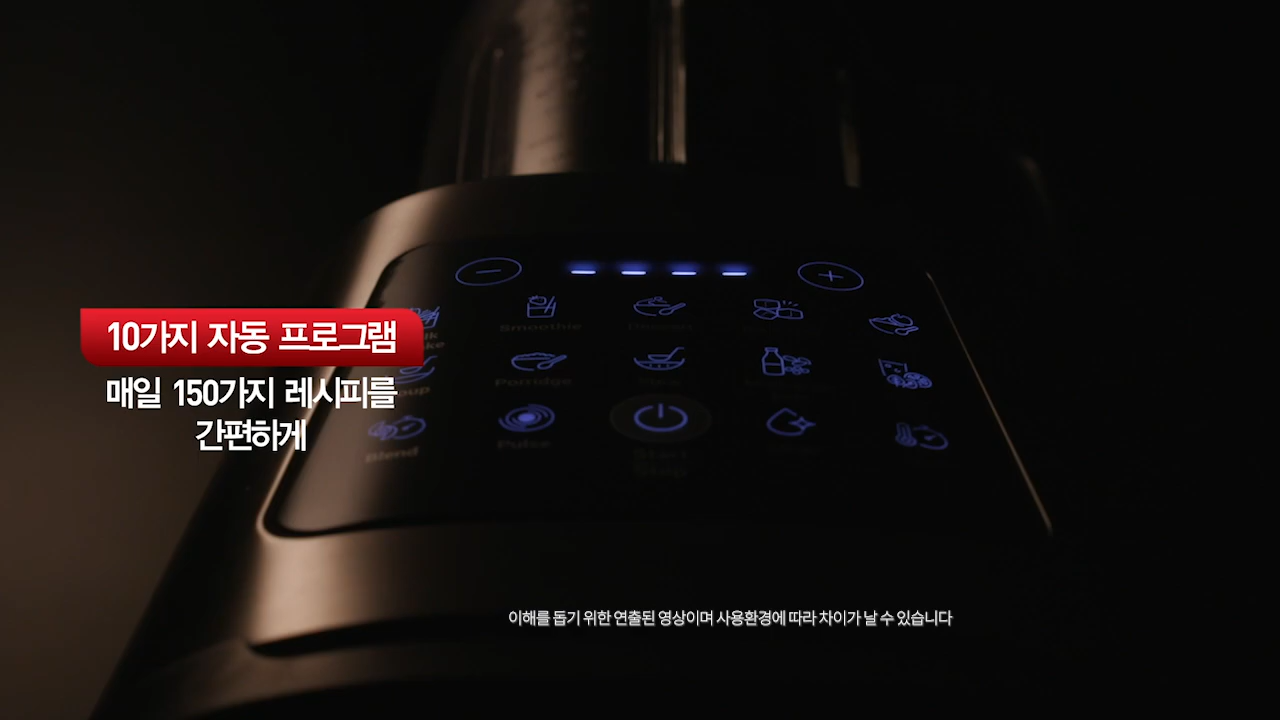 10가지 자동 프로그램
매일 150가지 레시피를
간편하게
Smoothie
Porridge
Blend
Pulse
Start
Stop
이해를 돕기 위한 연출된 영상이며 사용환경에 따라 차이가 날 수 있습니다